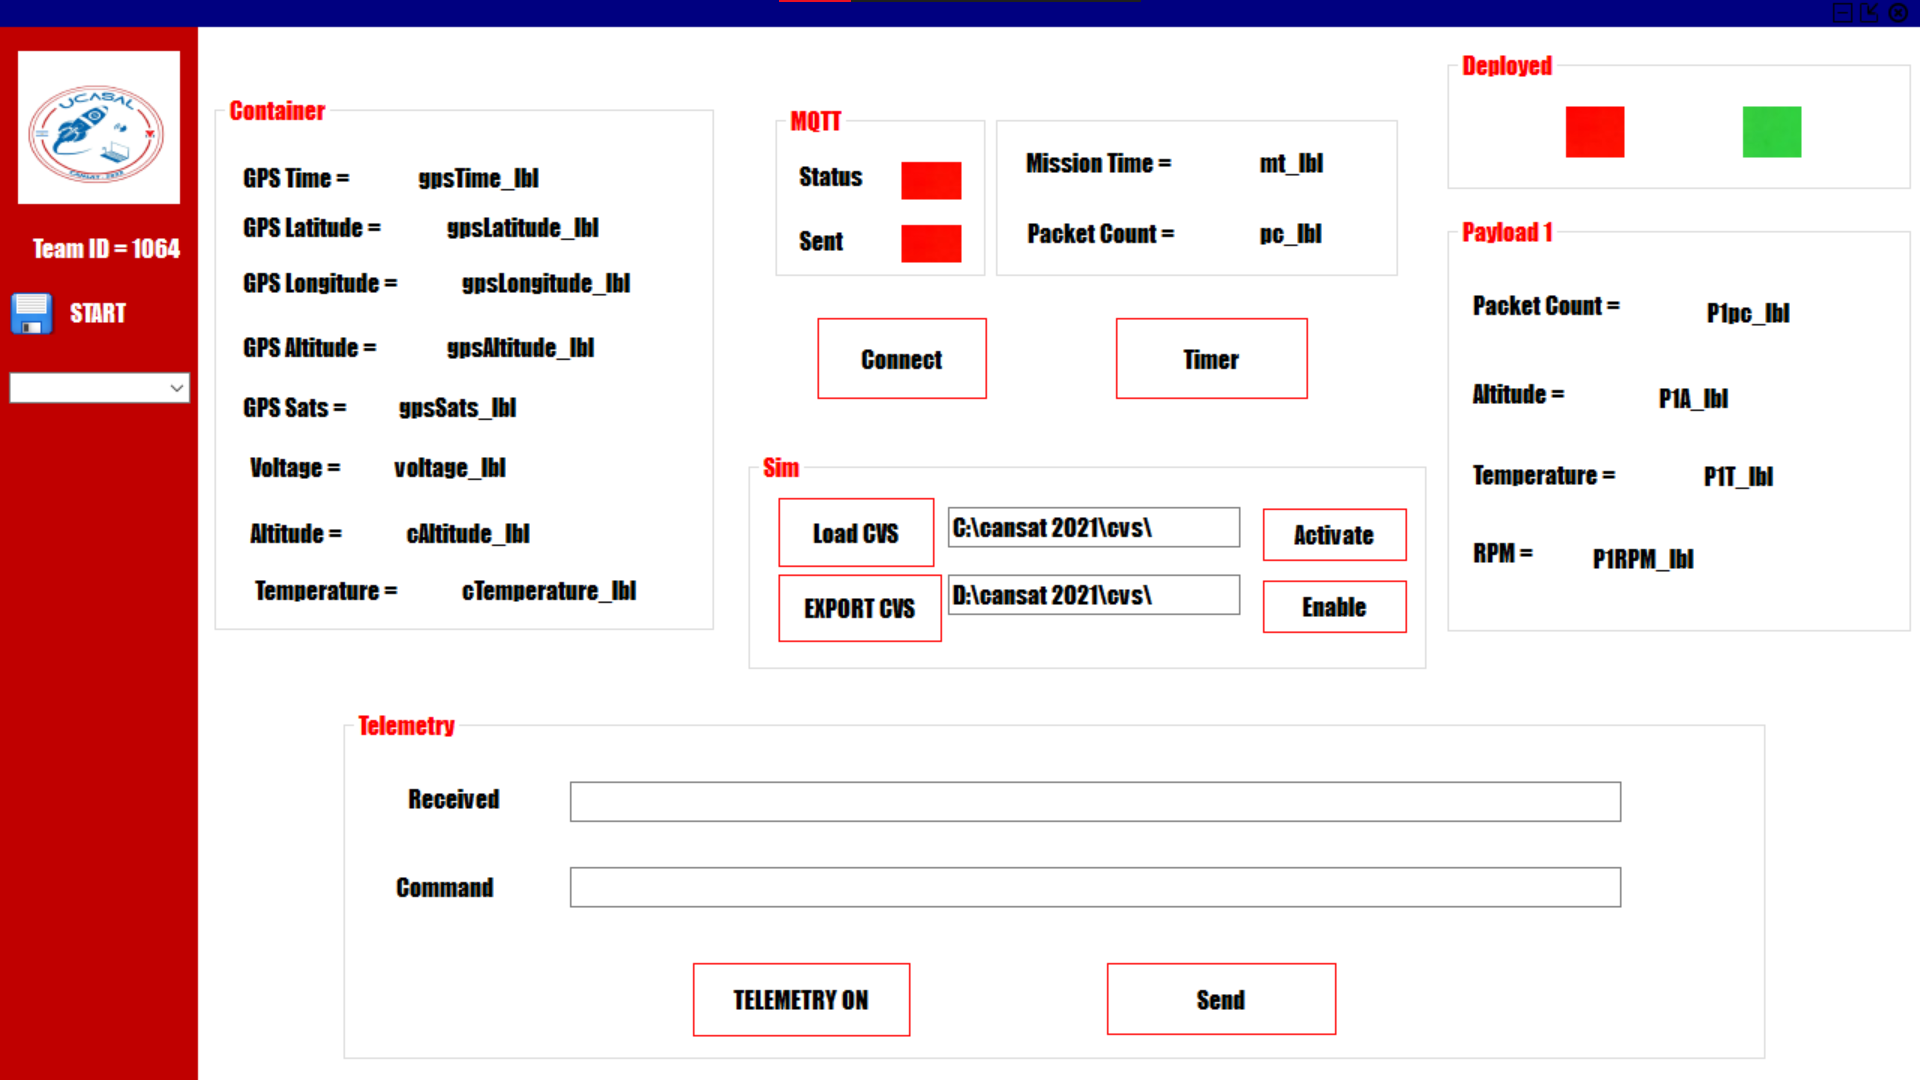 UCASAL
Team ID = 1064
START
Container
GPS Time = gpsTime_lbl
GPS Latitude = gpsLatitude_lbl
GPS Longitude = gpsLongitude_lbl
GPS Altitude = gpsAltitude_lbl
GPS Sats = gpsSats_lbl
Voltage = voltage_lbl
Altitude = cAltitude_lbl
Temperature = cTemperature_lbl
MQTT
Status
Sent
Mission Time = mt_lbl
Packet Count = pc_lbl
Connect
Timer
Sim
Load CVS C:\cansat 2021\cvs\ Activate
EXPORT CVS D:\cansat 2021\cvs\ Enable
Deployed
Payload 1
Packet Count = P1pc_lbl
Altitude = P1A_lbl
Temperature = P1T_lbl
RPM = P1RPM_lbl
Telemetry
Received
Command
TELEMETRY ON
Send